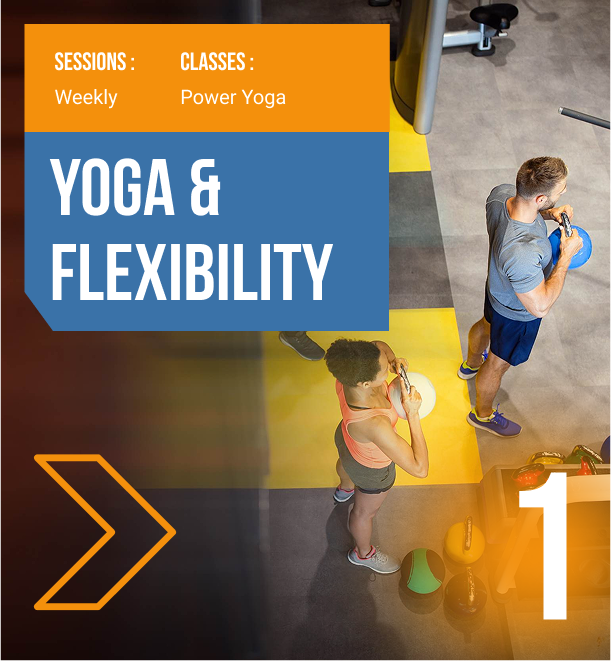 SESSIONS : CLASSES :
Weekly Power Yoga
YOGA &
FLEXIBILITY
1